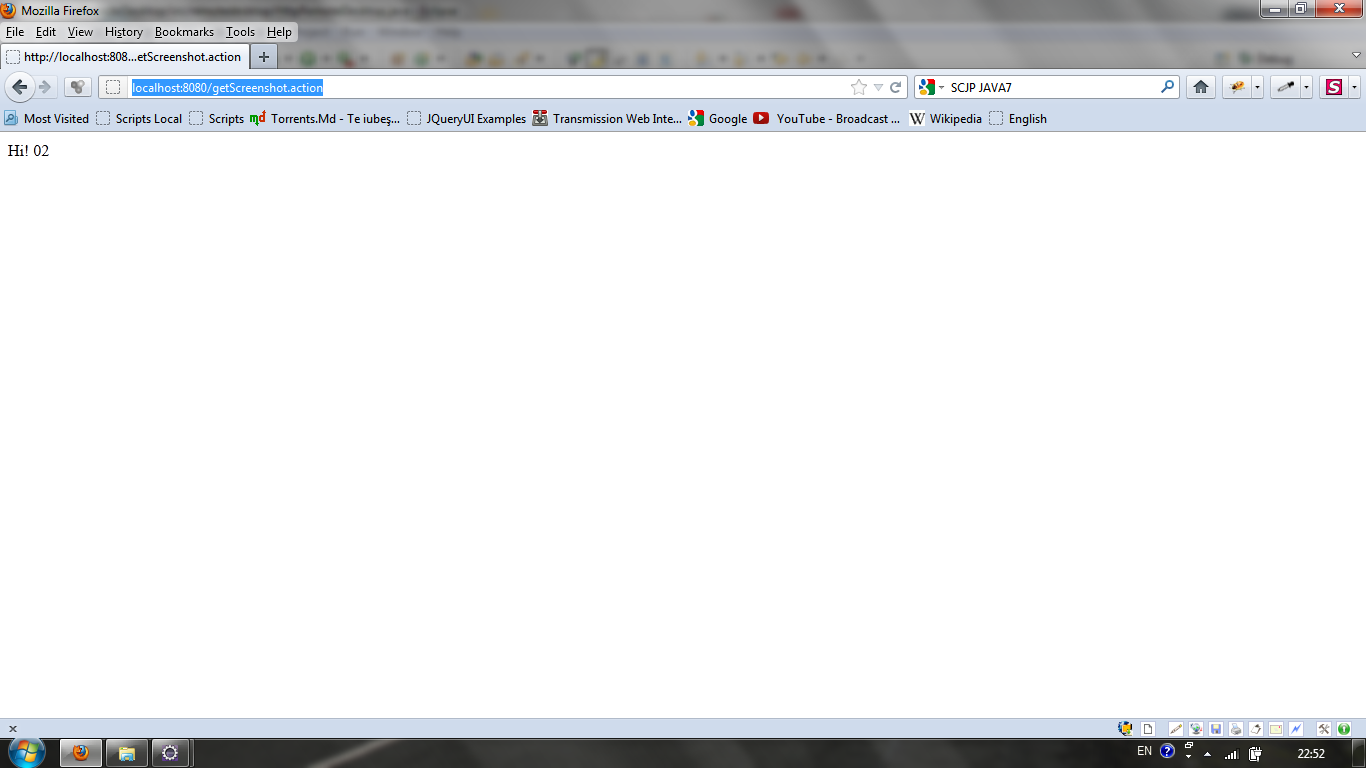 Mozilla Firefox
File Edit View History Bookmarks Tools Help
http://localhost:808...etScreenshot.action
localhost:8080/getScreenshot.action
SCJP JAVA7
Most Visited Scripts Local Scripts Torrents.Md - Te iubeş... JQueryUI Examples Transmission Web Inte... Google YouTube - Broadcast ... Wikipedia English
Hi! 02
EN 22:52